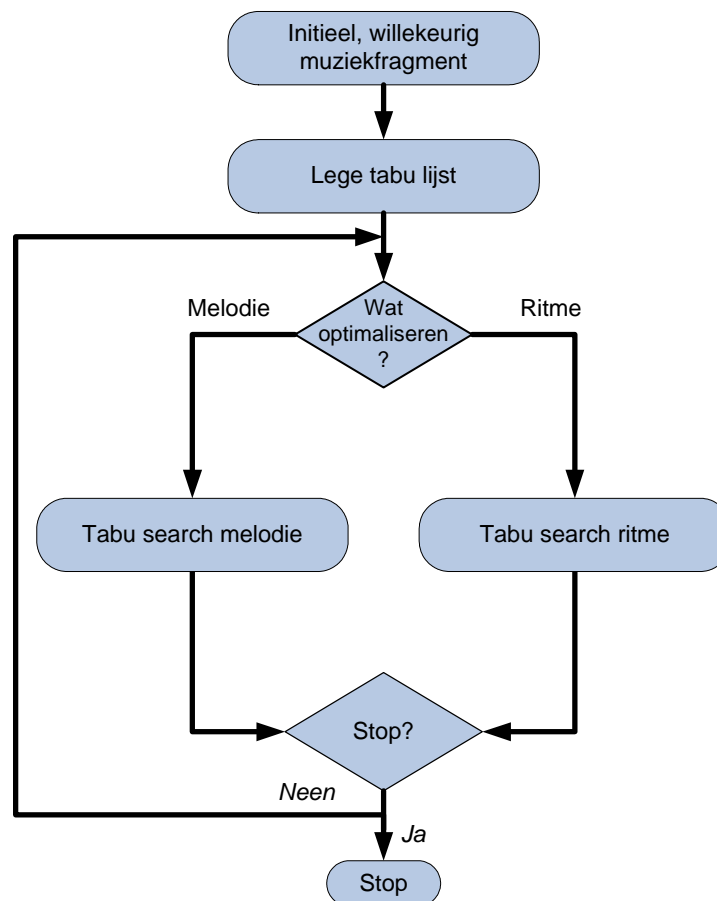 Initieel, willekeurig
muziekfragment
Lege tabu lijst
Melodie
Wat
optimaliseren
?
Ritme
Tabu search melodie
Tabu search ritme
Stop?
Neen
Ja
Stop